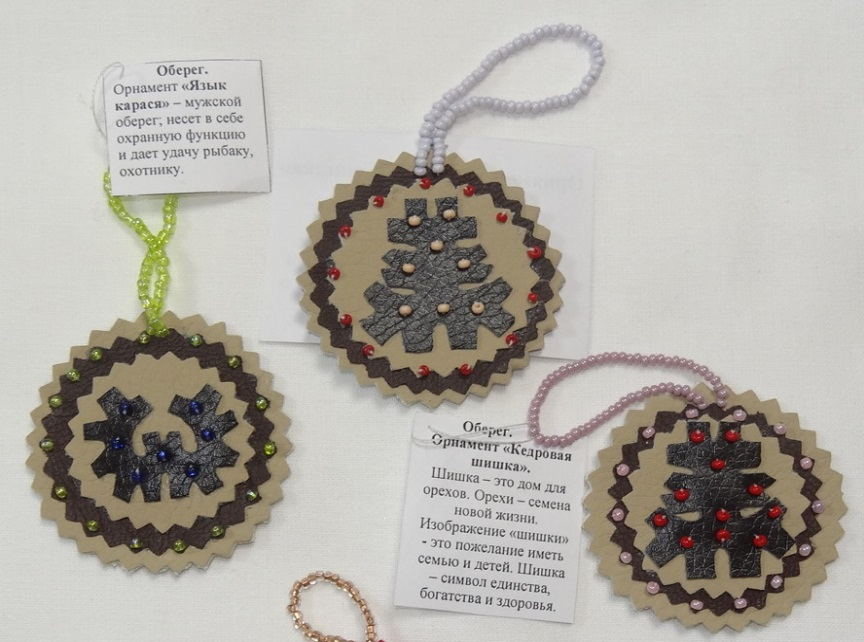 Оберег.
Орнамент «Язык
карася» – мужской
оберег; несет в себе
охранную функцию
и дает удачу рыбаку,
охотнику.
Оберег.
Орнамент «Кедровая
шишка».
Шишка – это дом для
орехов. Орехи – семена
новой жизни.
Изображение «шишки»
- это пожелание иметь
семью и детей. Шишка
– символ единства,
богатства и здоровья.